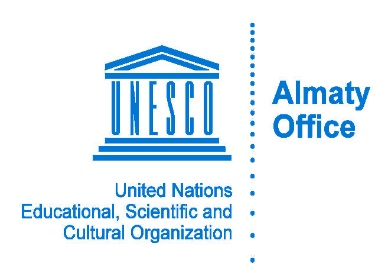 UNESCO
United Nations
Educational, Scientific and
Cultural Organization
Almaty
Office